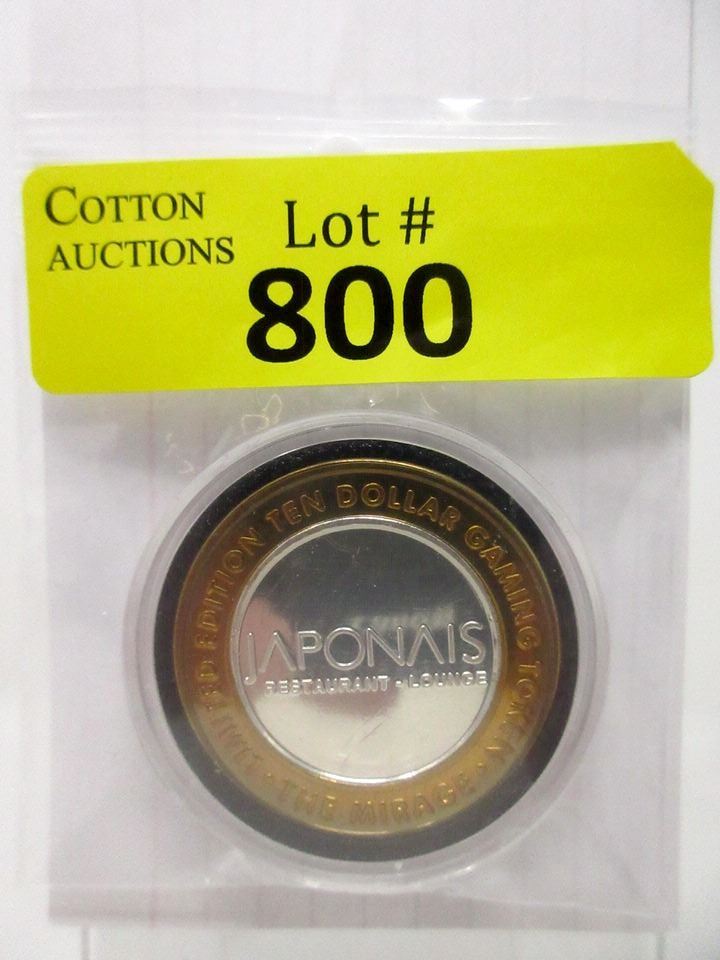 COTTON
AUCTIONS
Lot #
800
LIMITED EDITION TEN DOLLAR GAMING TOKEN
• THE MIRAGE •
JAPONAIS
RESTAURANT - LOUNGE